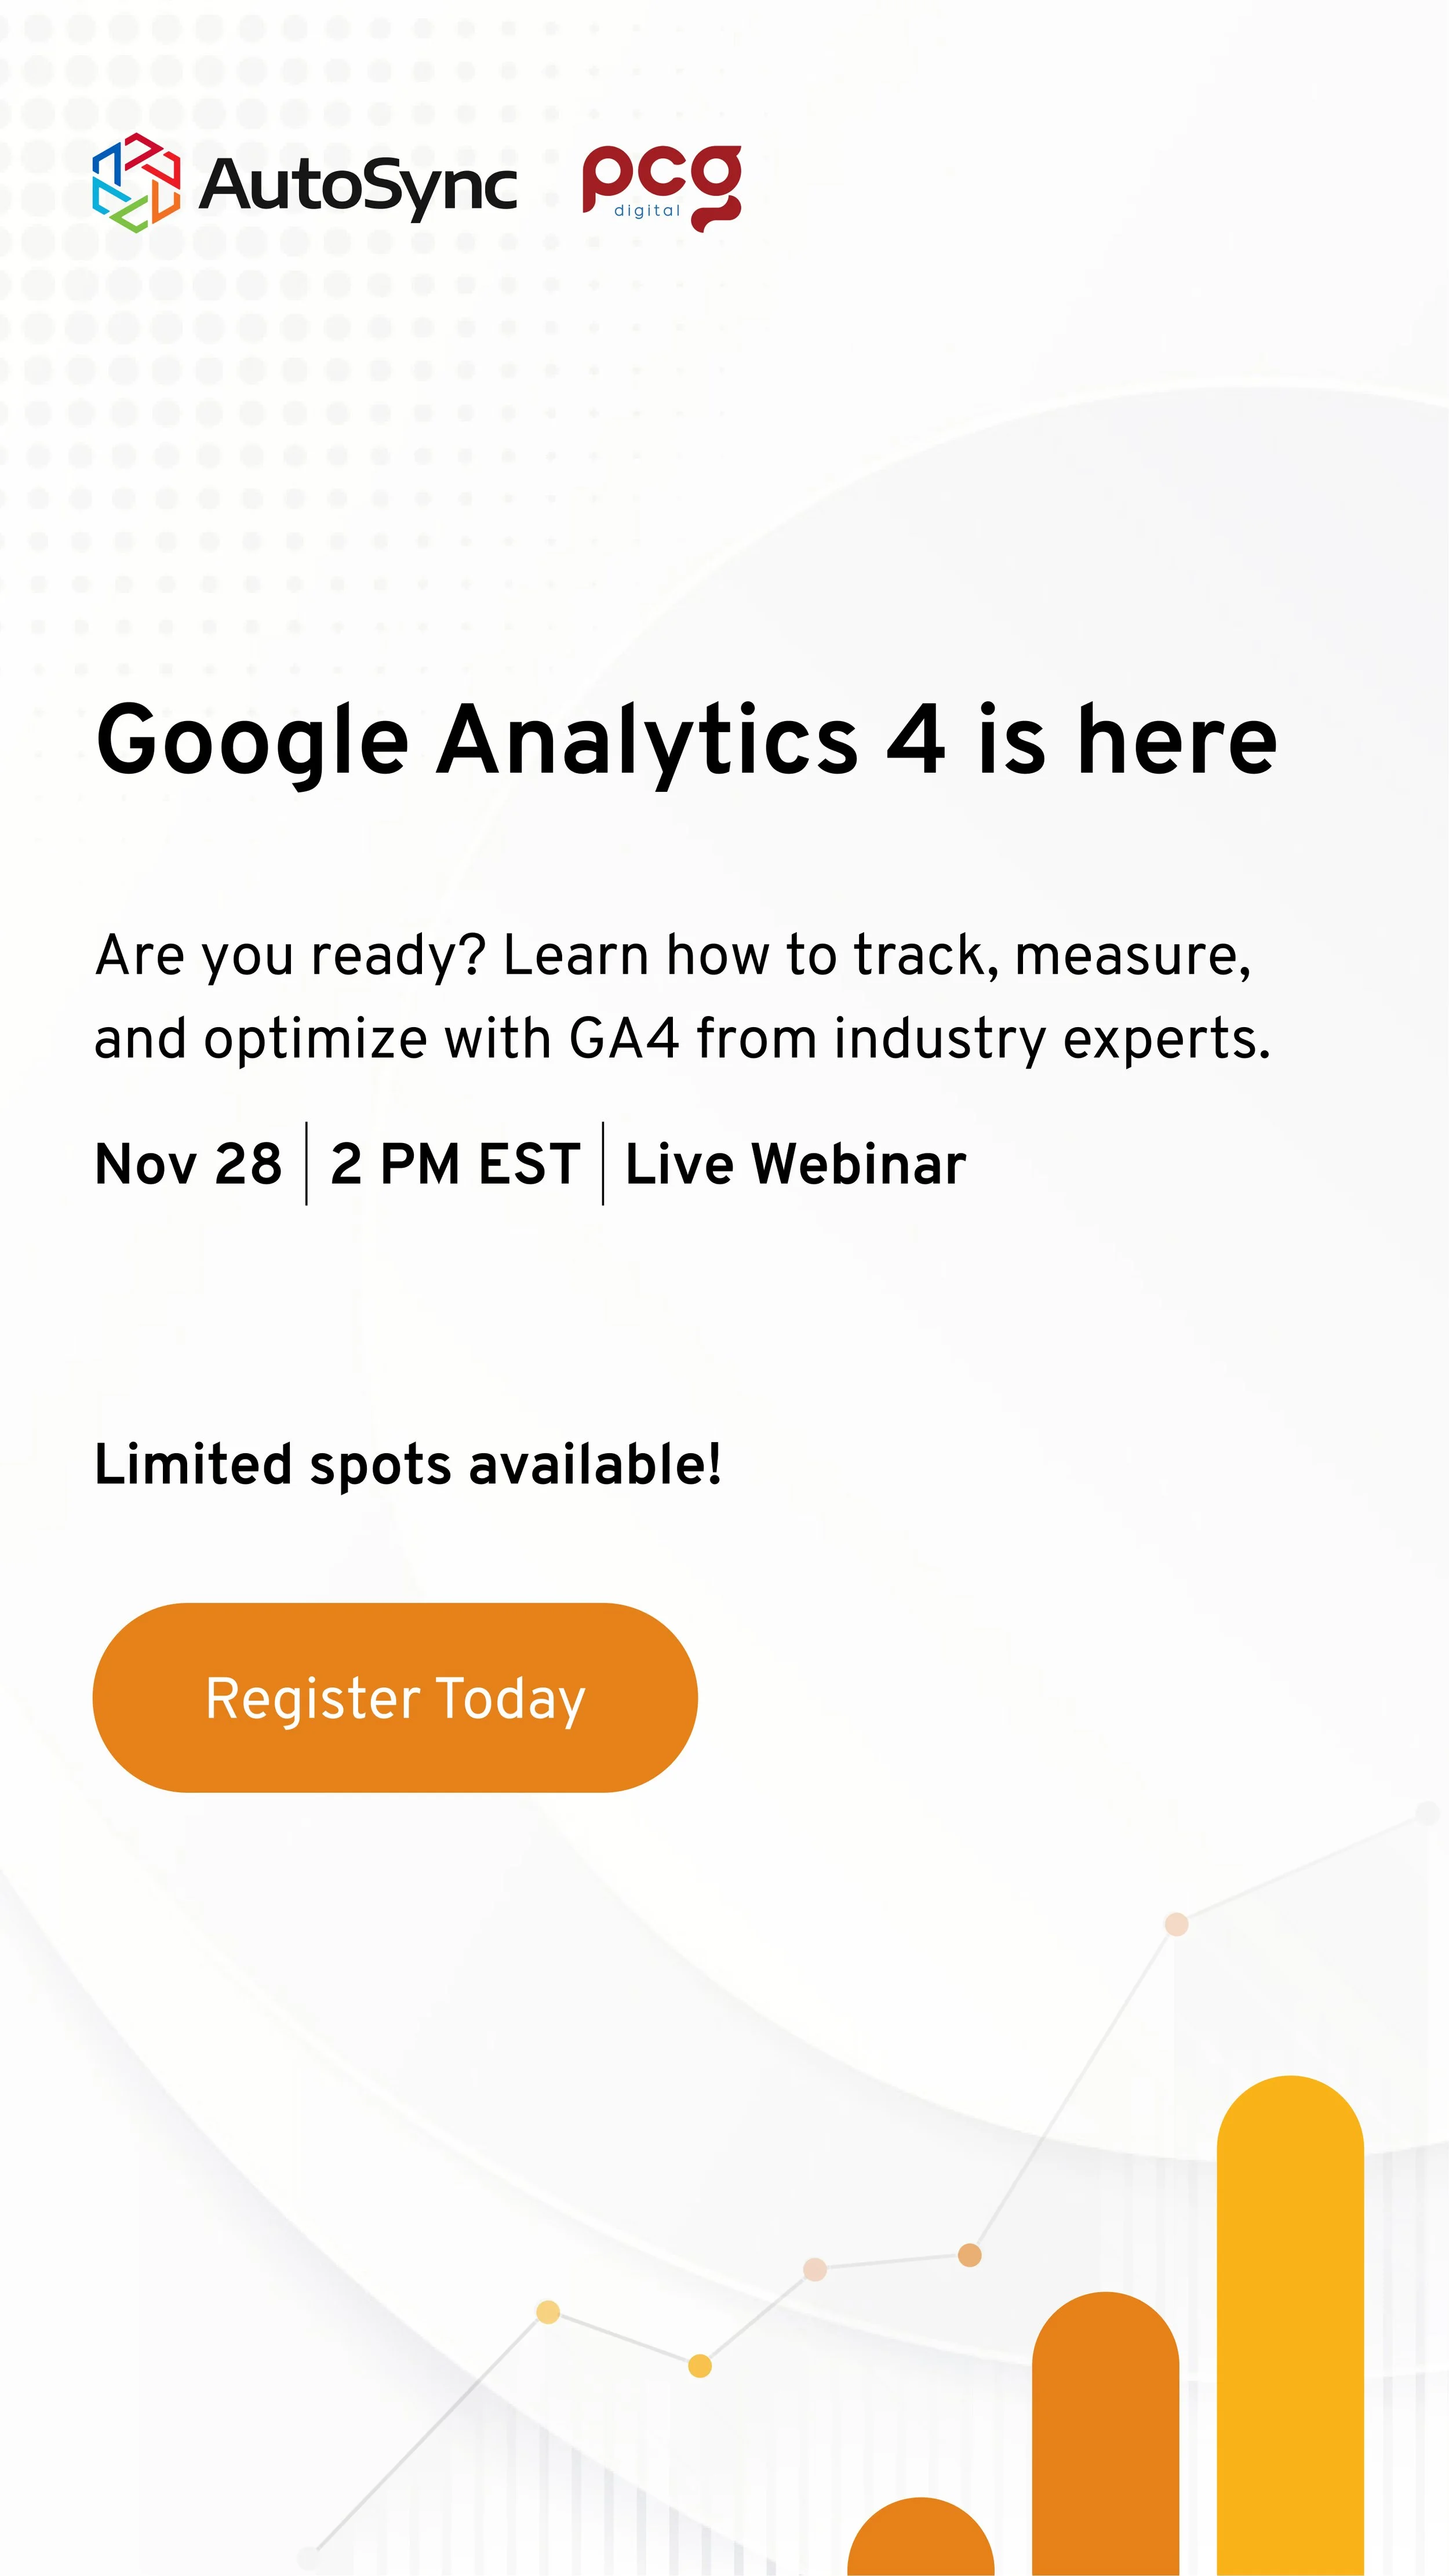 AutoSync
pcg
digital
Google Analytics 4 is here
Are you ready? Learn how to track, measure,
and optimize with GA4 from industry experts.
Nov 28 | 2 PM EST | Live Webinar
Limited spots available!
Register Today